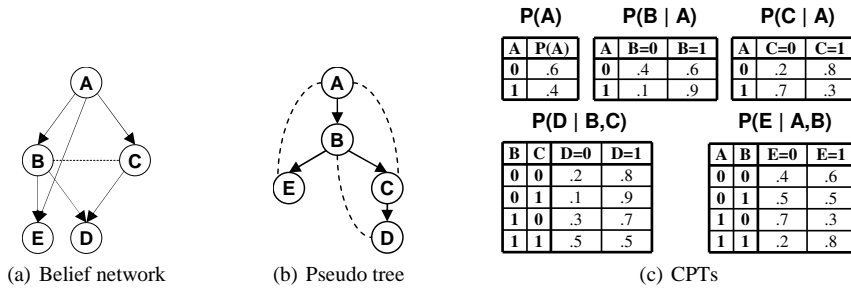 A
B
C
E
D
(a) Belief network
A
B
E
C
D
(b) Pseudo tree
P(A)
A P(A)
0 .6
1 .4
P(B | A)
A B=0 B=1
0 .4 .6
1 .1 .9
P(C | A)
A C=0 C=1
0 .2 .8
1 .7 .3
P(D | B,C)
B C D=0 D=1
0 0 .2 .8
0 1 .1 .9
1 0 .3 .7
1 1 .5 .5
P(E | A,B)
A B E=0 E=1
0 0 .4 .6
0 1 .5 .5
1 0 .7 .3
1 1 .2 .8
(c) CPTs